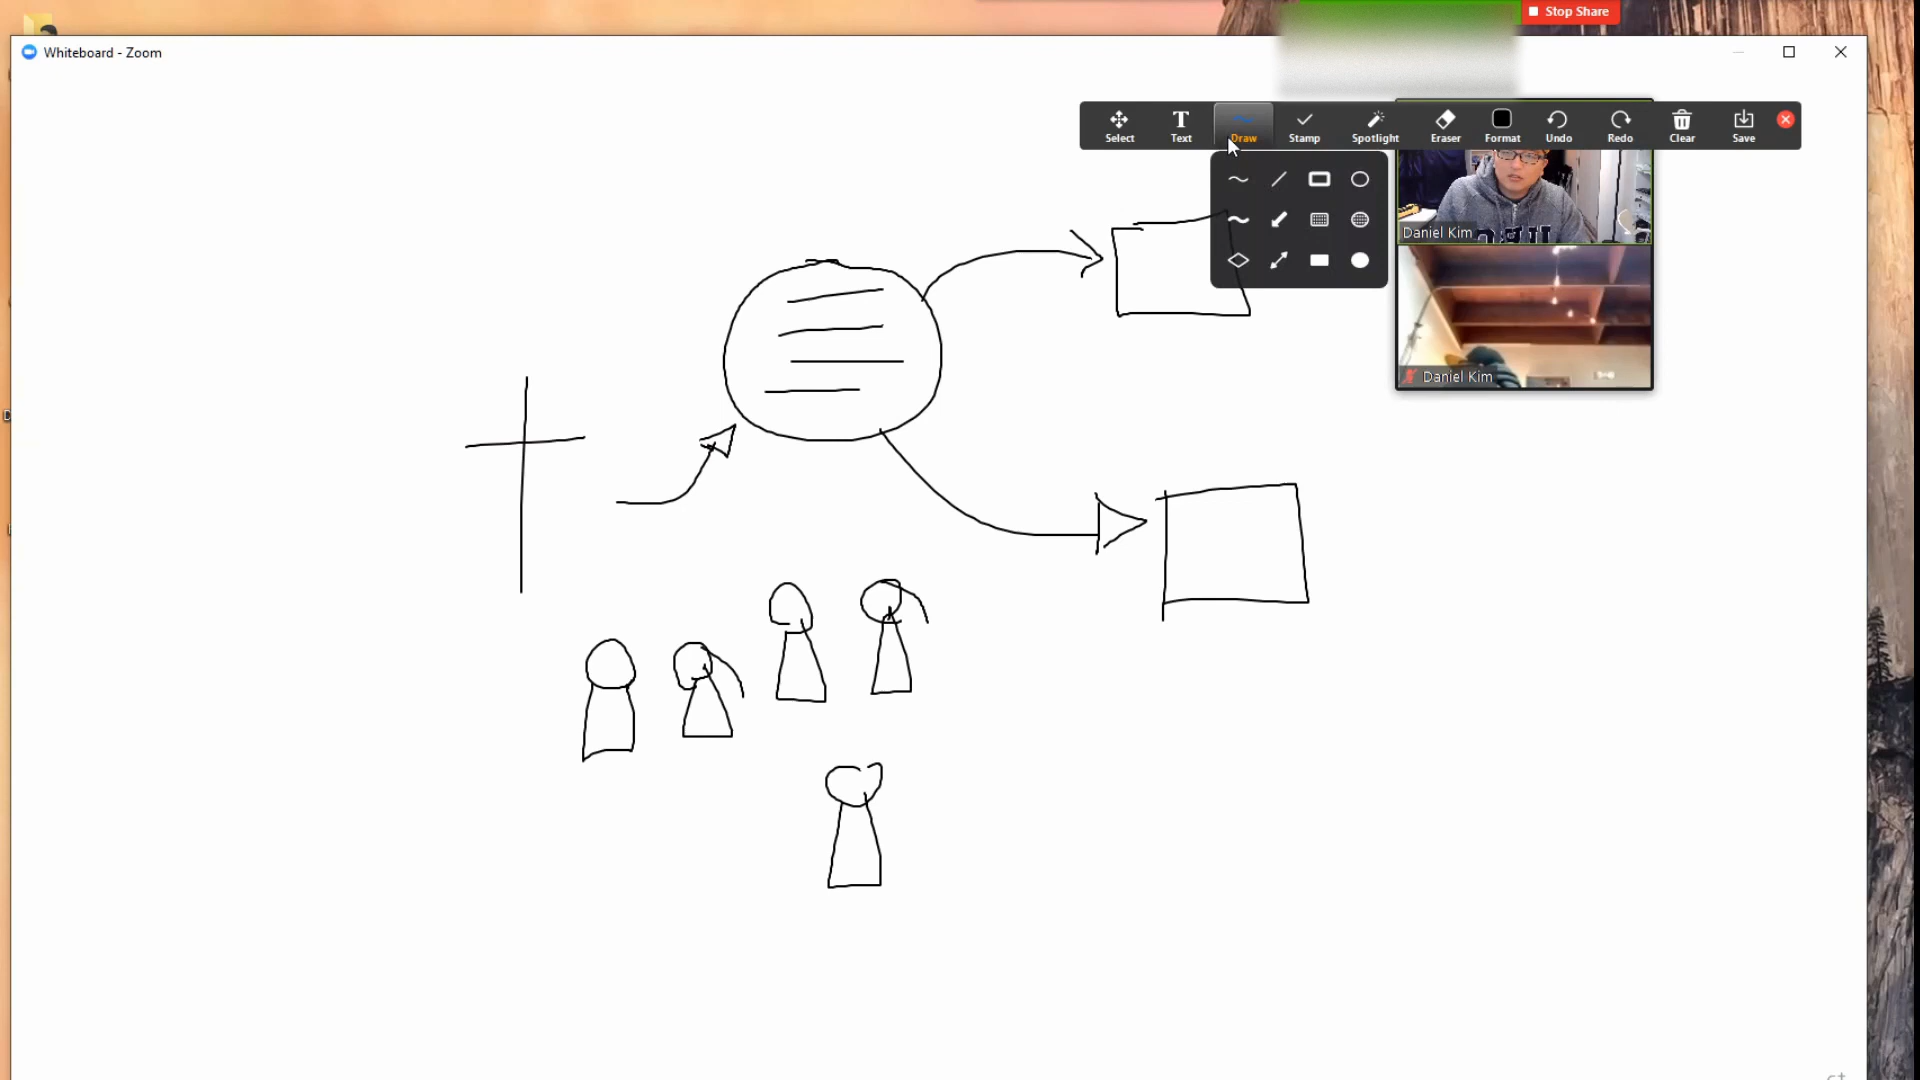 Stop Share
Whiteboard - Zoom
Select
Text
Draw
Stamp
Spotlight
Eraser
Format
Undo
Redo
Clear
Save
Daniel Kim
Daniel Kim